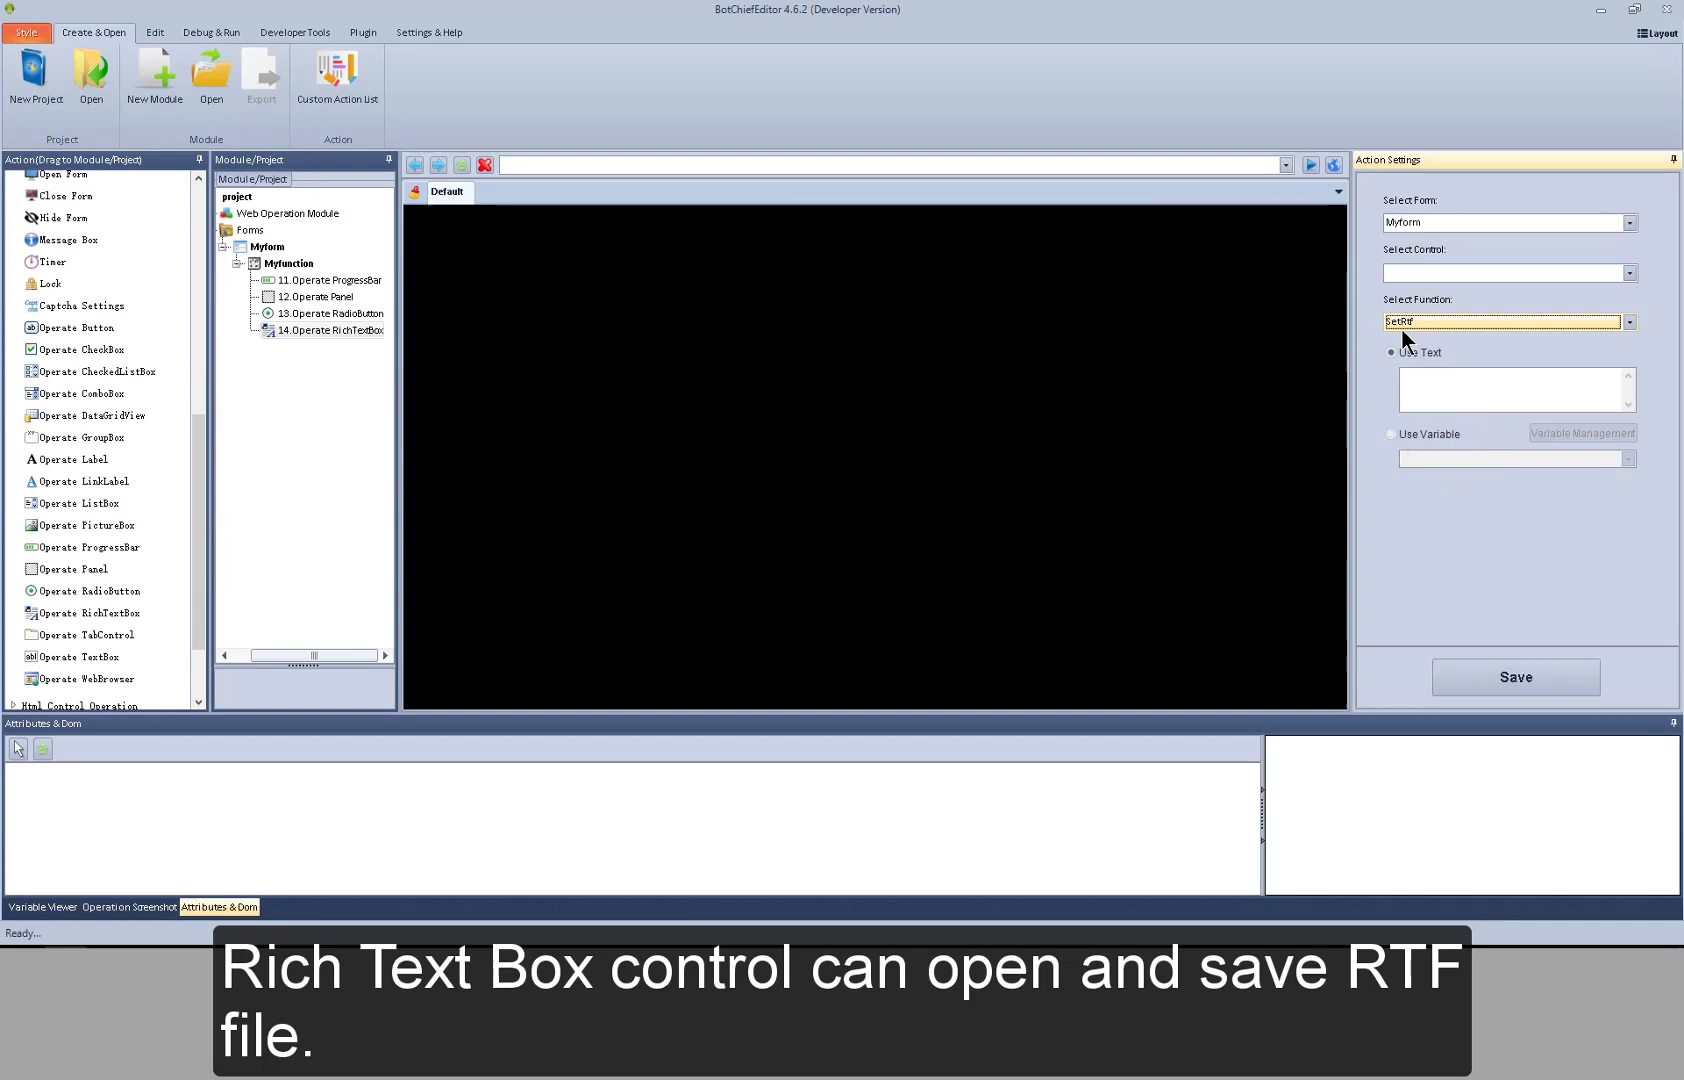 BotChiefEditor 4.6.2 (Developer Version)
Style
Create & Open
Edit
Debug & Run
Developer Tools
Plugin
Settings & Help
Layout
New Project
Open
New Module
Open
Export
Custom Action List
Project
Module
Action
Action(Drag to Module/Project)
Open Form
Close Form
Hide Form
Message Box
Timer
Lock
Captcha Settings
Operate Button
Operate CheckBox
Operate CheckedListBox
Operate ComboBox
Operate DataGridView
Operate GroupBox
Operate Label
Operate LinkLabel
Operate ListBox
Operate PictureBox
Operate ProgressBar
Operate Panel
Operate RadioButton
Operate RichTextBox
Operate TabControl
Operate TextBox
Operate WebBrowser
Html Control Operation
Module/Project
Module/Project
project
Web Operation Module
Forms
Myform
Myfunction
11.Operate ProgressBar
12.Operate Panel
13.Operate RadioButton
14.Operate RichTextBox
Default
Action Settings
Select Form:
Myform
Select Control:
Select Function:
SetRtf
Use Text
Use Variable
Variable Management
Save
Attributes & Dom
Variable Viewer
Operation Screenshot
Attributes & Dom
Ready...
Rich Text Box control can open and save RTF
file.